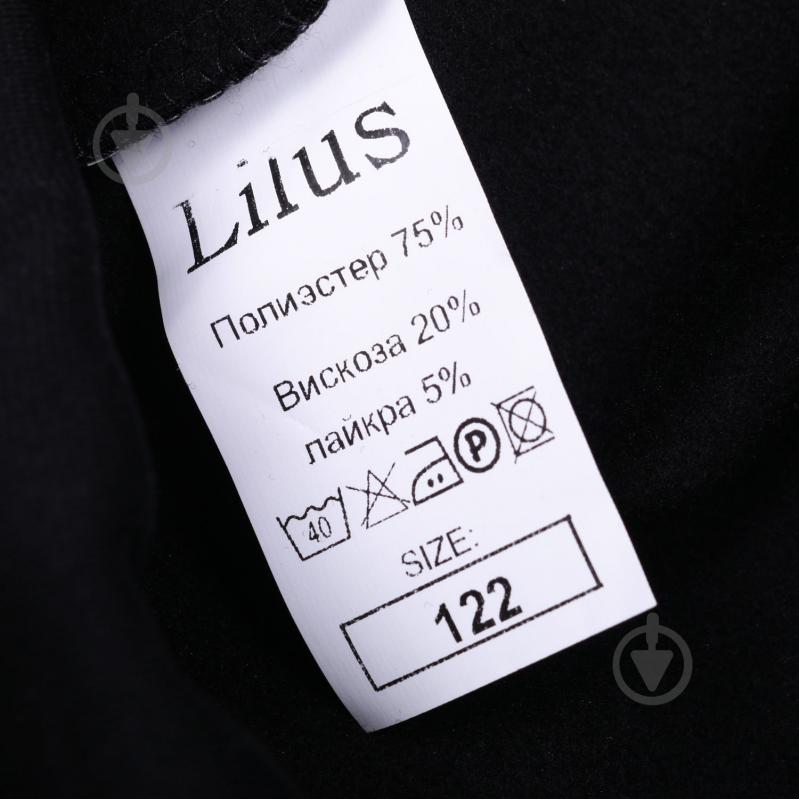 Lilus
Полиэстер 75%
Вискоза 20%
лайкра 5%
40 P
SIZE:
122